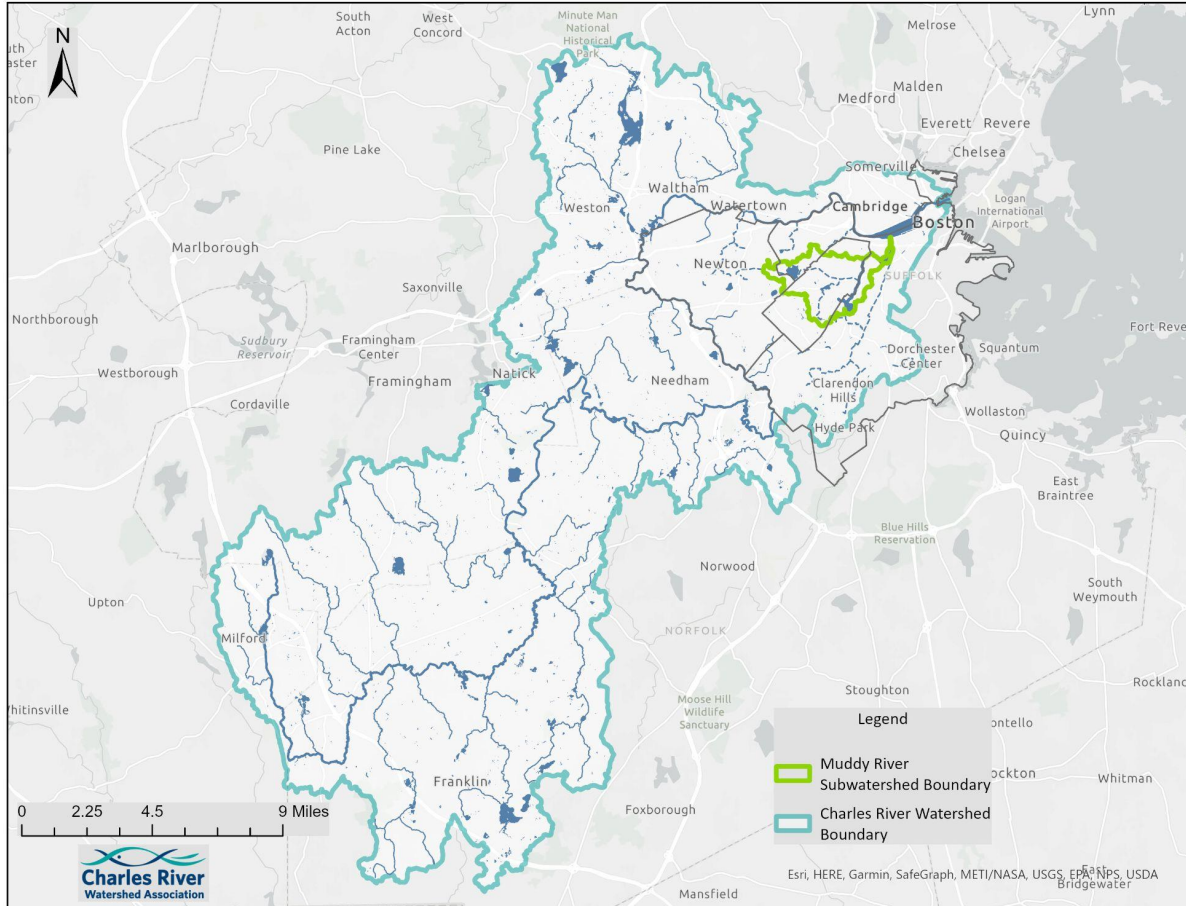 Lynn
South
Acton
West
Concord
Minute Man
National
Historical
Park
Melrose
N
Malden
Medford
Everett
Revere
Chelsea
Pine Lake
Somerville
Waltham
Weston
Watertown
Cambridge
Logan
International
Airport
Boston
Marlborough
Newton
SUFFOLK
Saxonville
Northborough
Sudbury
Reservoir
Framingham
Center
Fort Reve
Squantum
Dorchester
Center
Westborough
Framingham
Natick
Needham
Clarendon
Hills
Cordaville
Wollaston
Hyde Park
Quincy
East
Braintree
Blue Hills
Reservation
Norwood
South
Weymouth
Upton
NORFOLK
Milford
Rockland
Moose Hill
Wildlife
Sanctuary
Stoughton
Whitinsville
Legend
ontello
Muddy River
Subwatershed Boundary
ockton
Whitman
Franklin
0 2.25 4.5 9 Miles
Foxborough
Charles River Watershed
Boundary
Charles River
Watershed Association
Esri, HERE, Garmin, SafeGraph, METI/NASA, USGS, EPA, NPS, USDA
East
Bridgewater
Mansfield